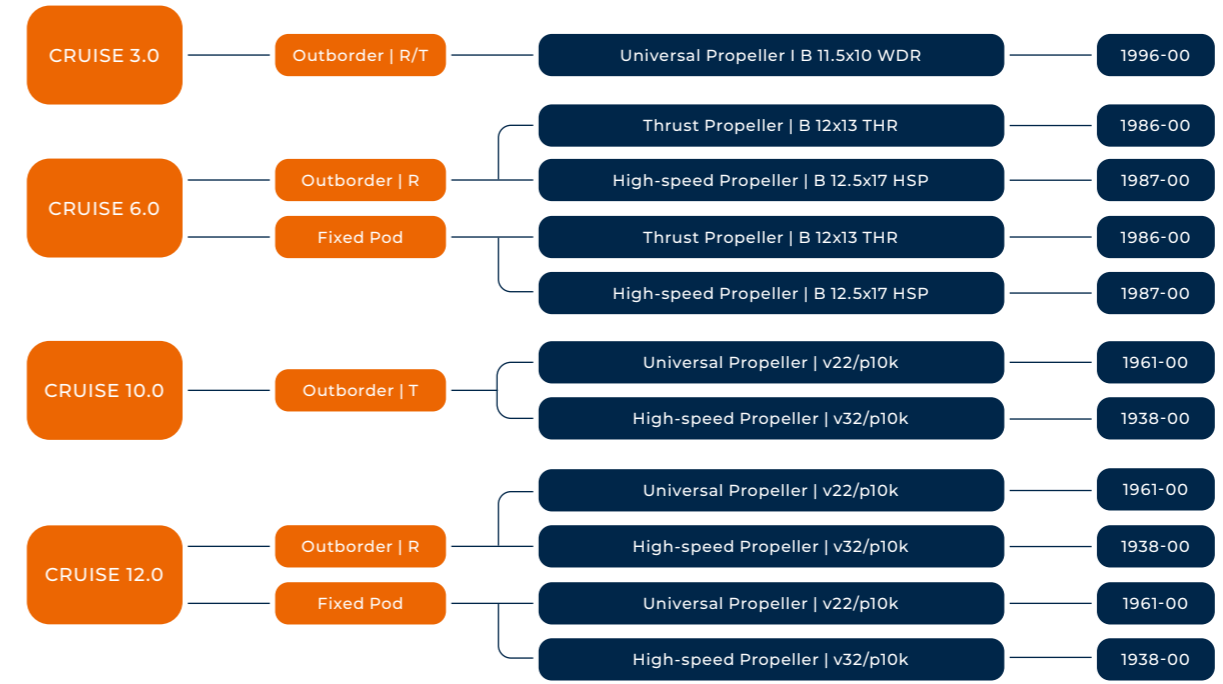 CRUISE 3.0
Outborder | R/T
Universal Propeller I B 11.5x10 WDR
1996-00
CRUISE 6.0
Outborder | R
Thrust Propeller | B 12x13 THR
1986-00
High-speed Propeller | B 12.5x17 HSP
1987-00
Fixed Pod
Thrust Propeller | B 12x13 THR
1986-00
High-speed Propeller | B 12.5x17 HSP
1987-00
CRUISE 10.0
Outborder | T
Universal Propeller | v22/p10k
1961-00
High-speed Propeller | v32/p10k
1938-00
CRUISE 12.0
Outborder | R
Universal Propeller | v22/p10k
1961-00
High-speed Propeller | v32/p10k
1938-00
Fixed Pod
Universal Propeller | v22/p10k
1961-00
High-speed Propeller | v32/p10k
1938-00